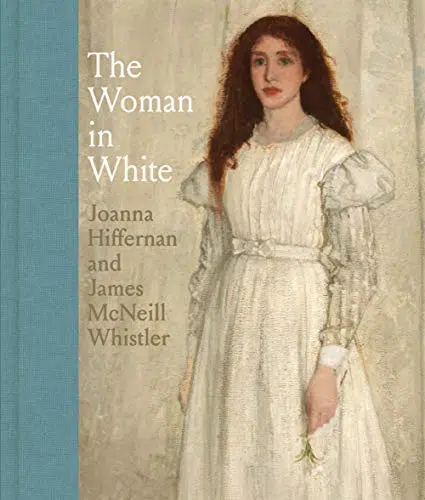 The
Woman
in
White
Joanna
Hiffernan
and
James
McNeill
Whistler